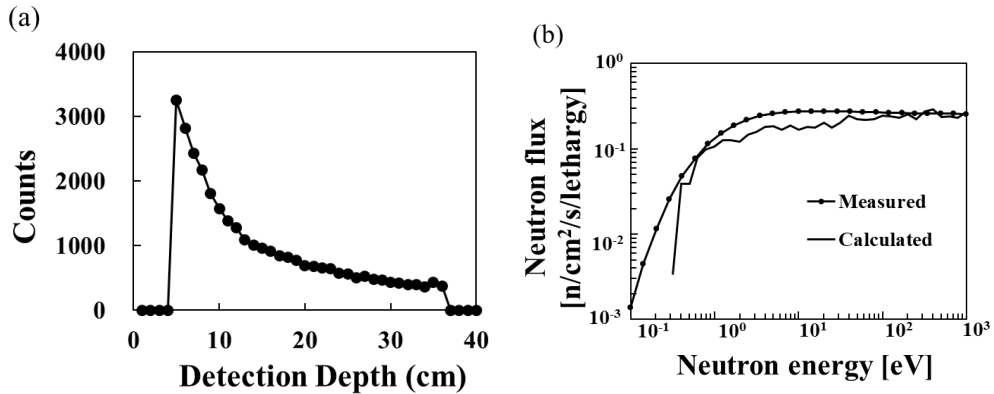 (a)
4000
3000
2000
1000
0
Counts
0
10
20
30
40
Detection Depth (cm)
(b)
10⁰
10⁻¹
10⁻²
10⁻³
Neutron flux
[n/cm²/s/lethargy]
Measured
Calculated
10⁻¹
10⁰
10¹
10²
10³
Neutron energy [eV]